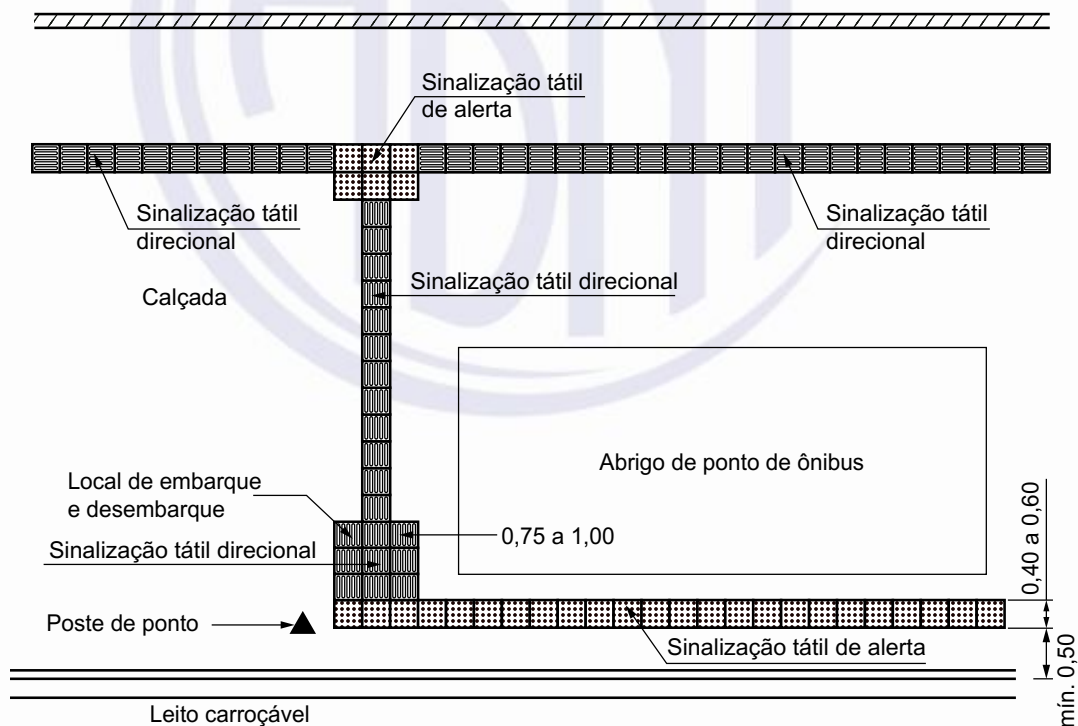 Sinalização tátil
de alerta
Sinalização tátil
direcional
Sinalização tátil
direcional
Sinalização tátil direcional
Calçada
Abrigo de ponto de ônibus
Local de embarque
e desembarque
0,75 a 1,00
Sinalização tátil direcional
0,40 a 0,60
Poste de ponto
Sinalização tátil de alerta
mín. 0,50
Leito carroçável